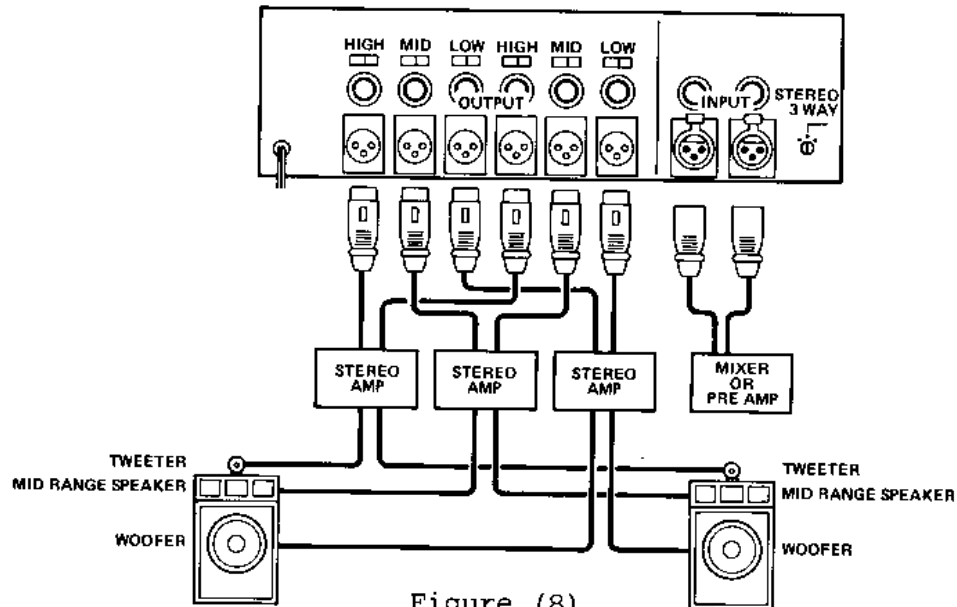 HIGH MID LOW HIGH MID LOW
OUTPUT
INPUT
STEREO
3 WAY
STEREO
AMP
STEREO
AMP
STEREO
AMP
MIXER
OR
PRE AMP
TWEETER
MID RANGE SPEAKER
WOOFER
TWEETER
MID RANGE SPEAKER
WOOFER
Figure (8)